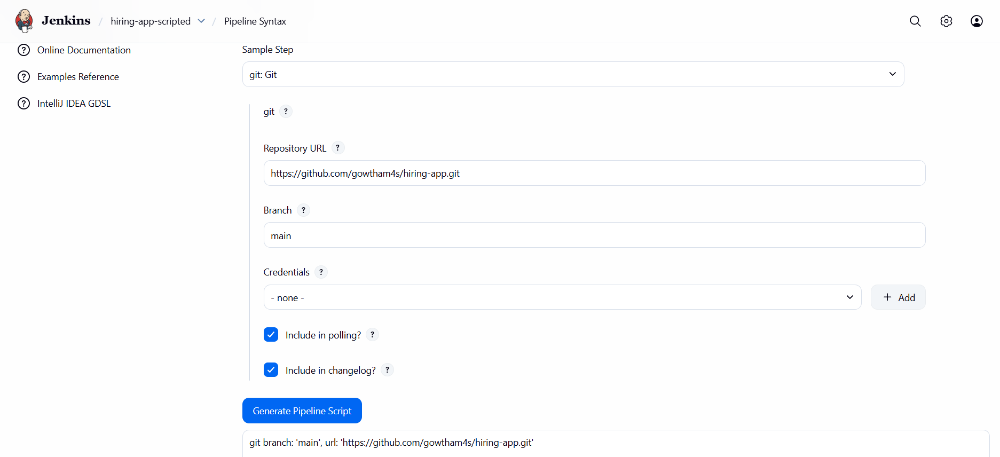 Jenkins / hiring-app-scripted / Pipeline Syntax
Online Documentation
Examples Reference
IntelliJ IDEA GDSL
Sample Step
git: Git
git ?
Repository URL ?
https://github.com/gowtham4s/hiring-app.git
Branch ?
main
Credentials ?
- none -
+ Add
Include in polling? ?
Include in changelog? ?
Generate Pipeline Script
git branch: 'main', url: 'https://github.com/gowtham4s/hiring-app.git'